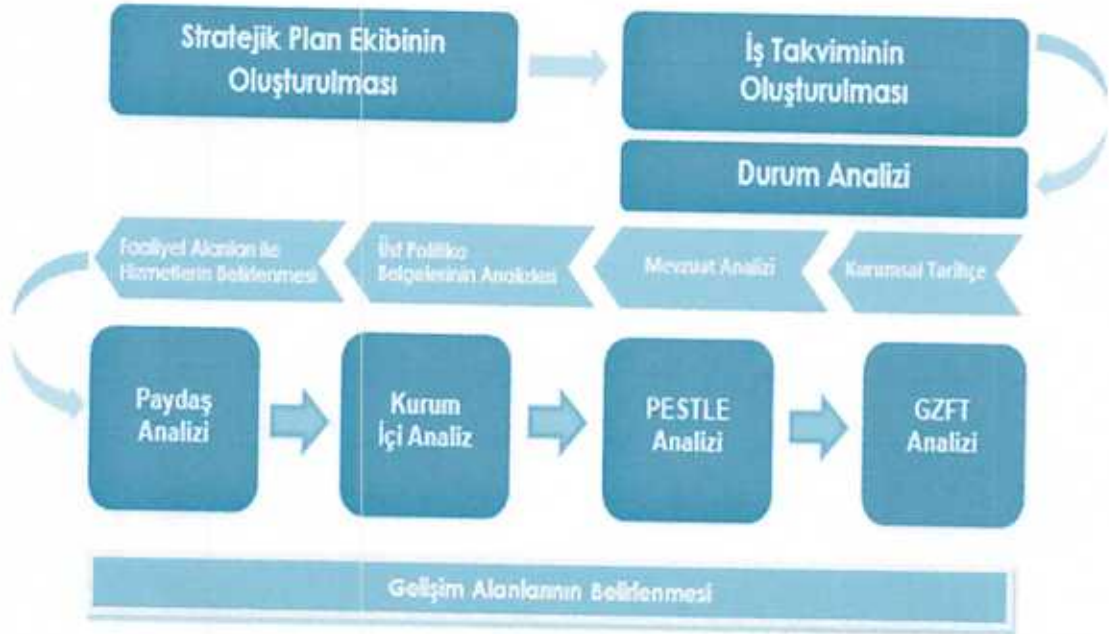 Stratejik Plan Ekibinin
Oluşturulması
İş Takviminin
Oluşturulması
Durum Analizi
Faaliyet Alanları ile
Hizmetlerin Belirlenmesi
Üst Politika
Belgelerinin Analizleri
Mevzuat Analizi
Kurumsal Tarihçe
Paydaş
Analizi
Kurum
İçi Analiz
PESTLE
Analizi
GZFT
Analizi
Gelişim Alanlarının Belirlenmesi